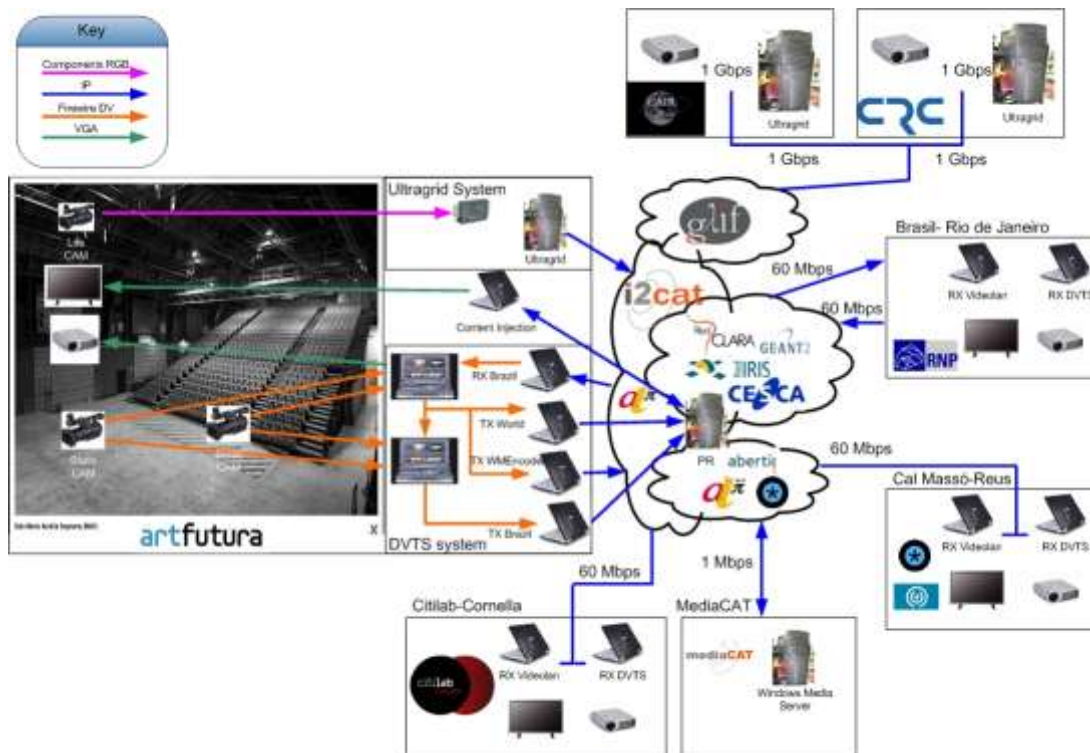 Key
Components RGB
IP
Firewire DV
VGA
1 Gbps
Ultragrid
CRC
1 Gbps
Ultragrid
1 Gbps
1 Gbps
Ultragrid System
Ultragrid
CAM
glif
i2cat
Content Injection
60 Mbps
60 Mbps
Brasil- Rio de Janeiro
RX Videolan
RX DVTS
RNP
CLARA
GEANT2
IRIS
CESCA
RX Brazil
TX World
TX WMEncoder
TX Brazil
DVTS system
CAM
artfutura
X
PR
abertis
60 Mbps
Cal Massó-Reus
RX Videolan
RX DVTS
60 Mbps
1 Mbps
Citilab-Cornella
citilab
RX Videolan
RX DVTS
MediaCAT
mediaCAT
Windows Media
Server